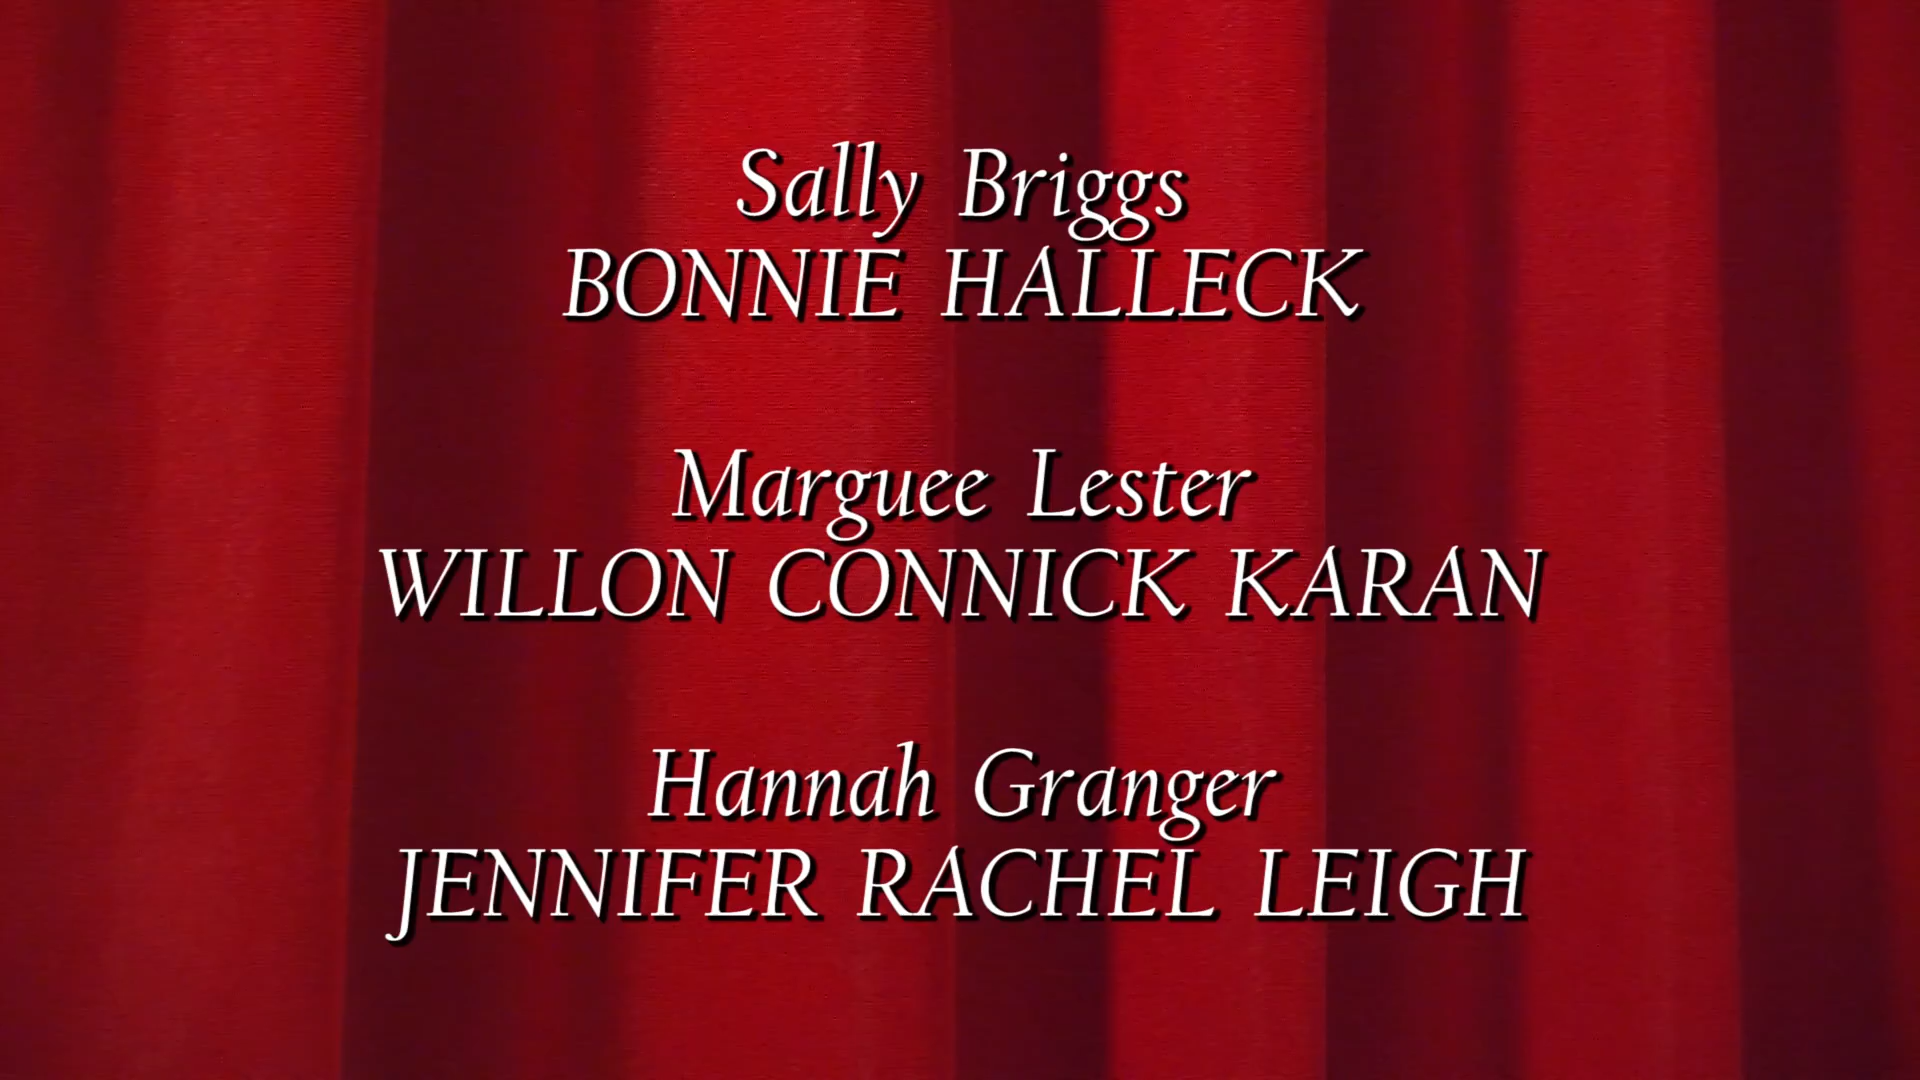 Sally Briggs
BONNIE HALLECK
Marguee Lester
WILLON CONNICK KARAN
Hannah Granger
JENNIFER RACHEL LEIGH